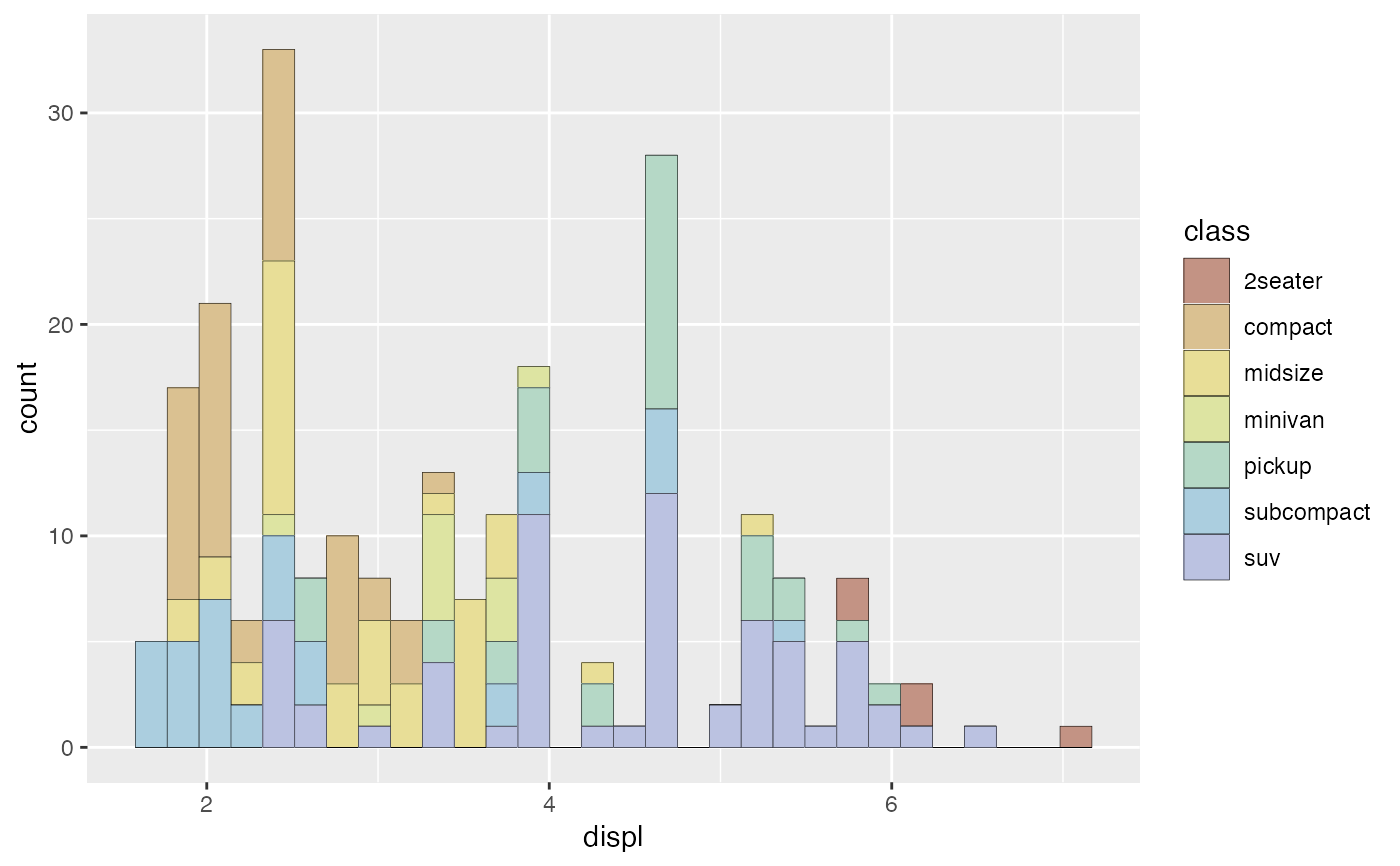 30
20
10
0
count
2
4
6
displ
class
2seater
compact
midsize
minivan
pickup
subcompact
suv